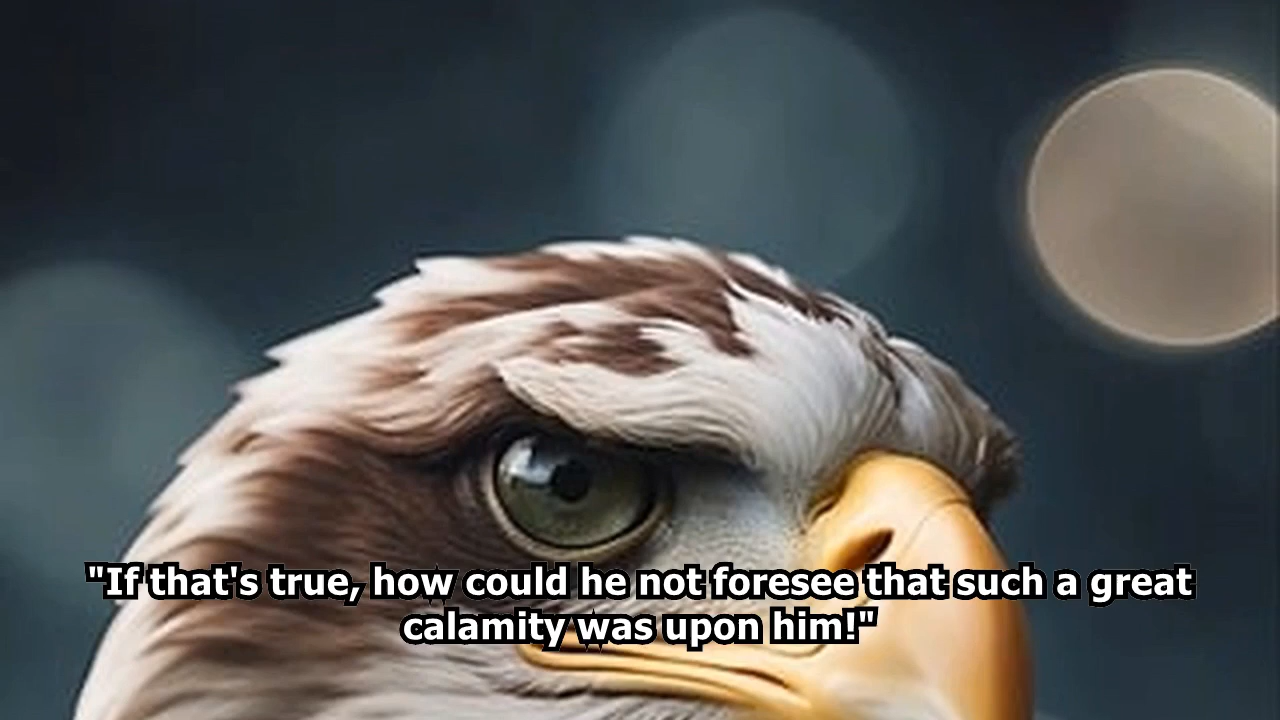 "If that's true, how could he not foresee that such a great
calamity was upon him!"